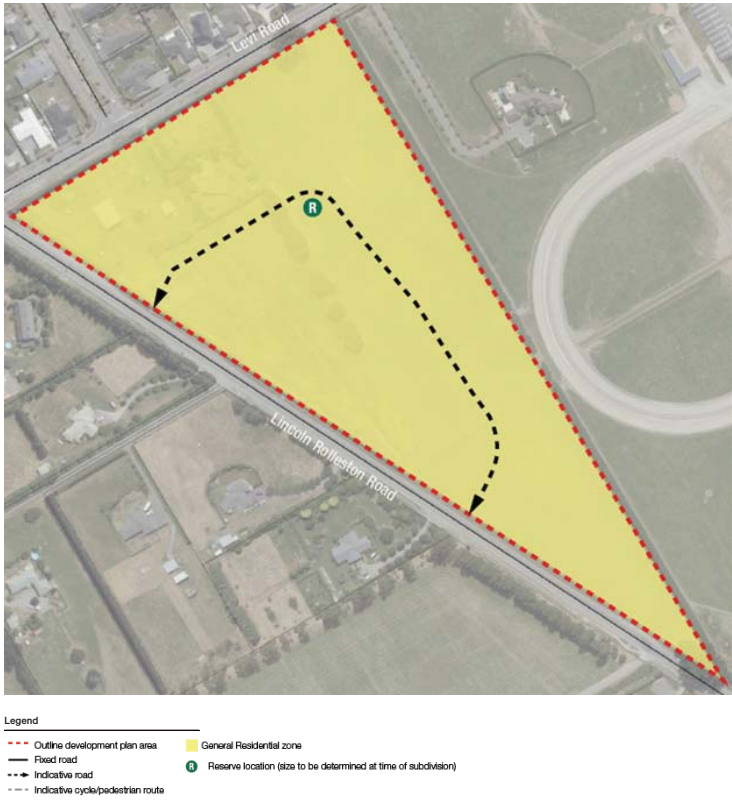 Levi Road
R
Lincoln Rolleston Road
Legend
Outline development plan area
Fixed road
Indicative road
Indicative cycle/pedestrian route
General Residential zone
R Reserve location (size to be determined at time of subdivision)